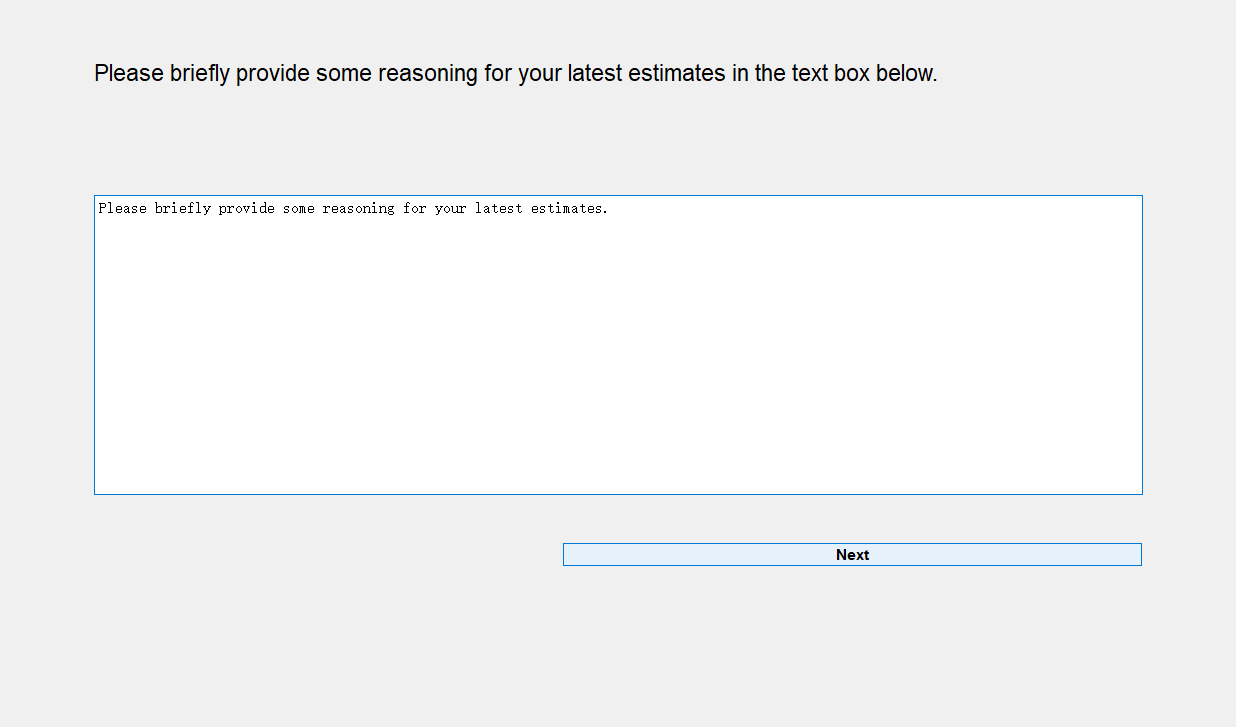 Please briefly provide some reasoning for your latest estimates in the text box below.
Please briefly provide some reasoning for your latest estimates.
Next